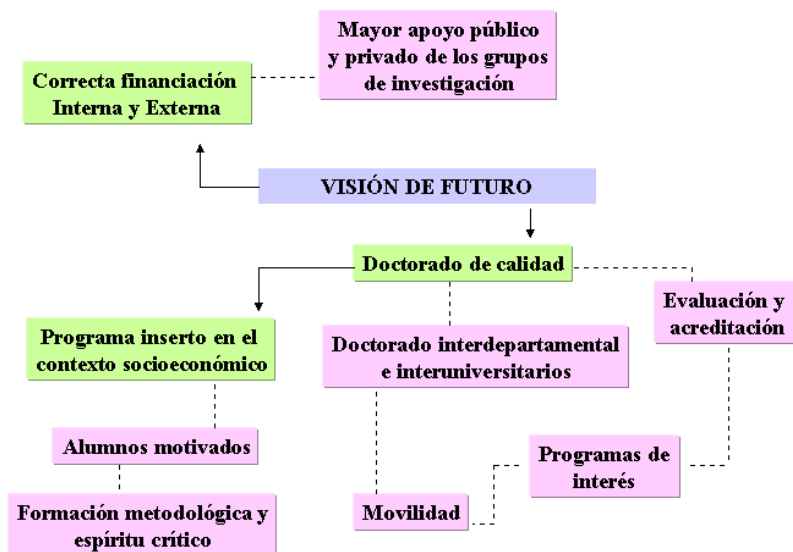 Mayor apoyo público
y privado de los grupos
de investigación
Correcta financiación
Interna y Externa
VISIÓN DE FUTURO
Doctorado de calidad
Evaluación y
acreditación
Programa inserto en el
contexto socioeconómico
Doctorado interdepartamental
e interuniversitarios
Alumnos motivados
Programas de
interés
Formación metodológica y
espíritu crítico
Movilidad